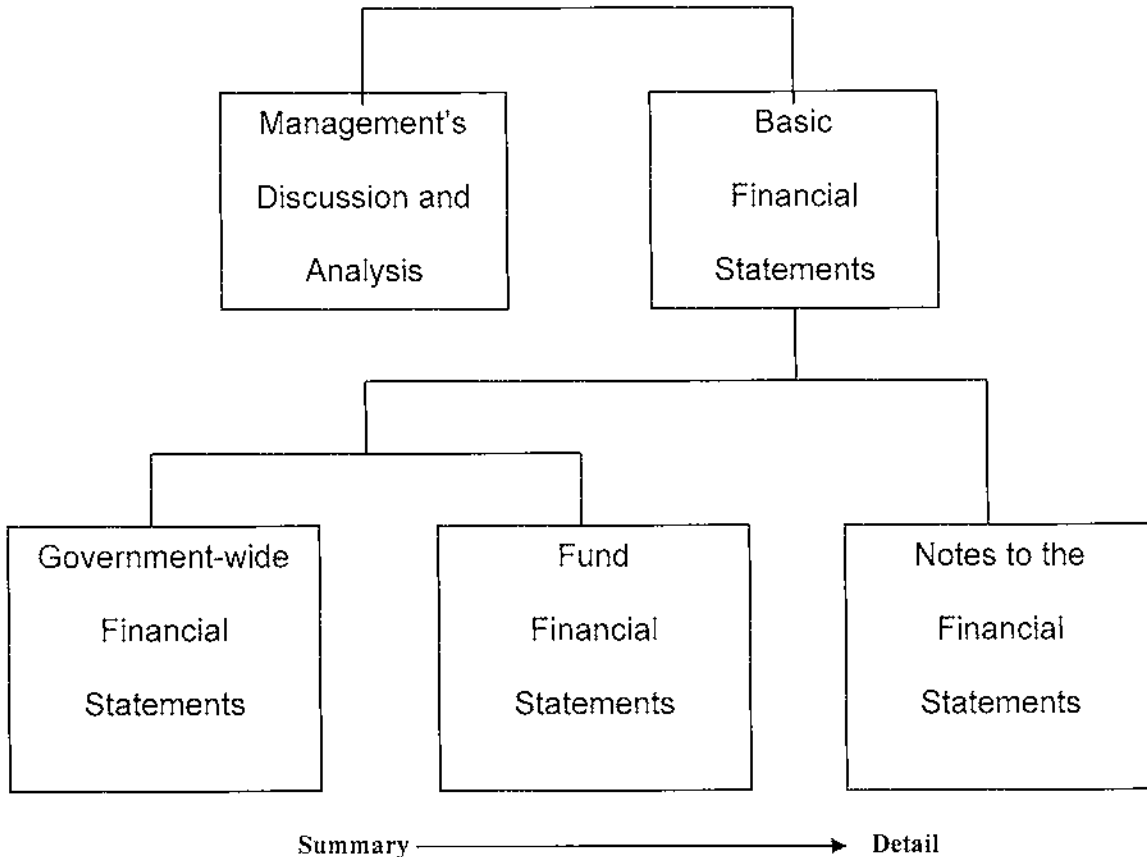 Management's
Discussion and
Analysis
Basic
Financial
Statements
Government-wide
Financial
Statements
Fund
Financial
Statements
Notes to the
Financial
Statements
Summary Detail